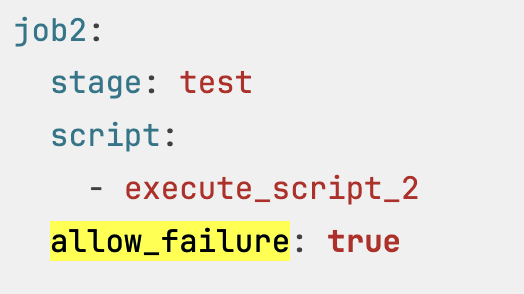 job2:
  stage: test
  script:
    - execute_script_2
  allow_failure: true